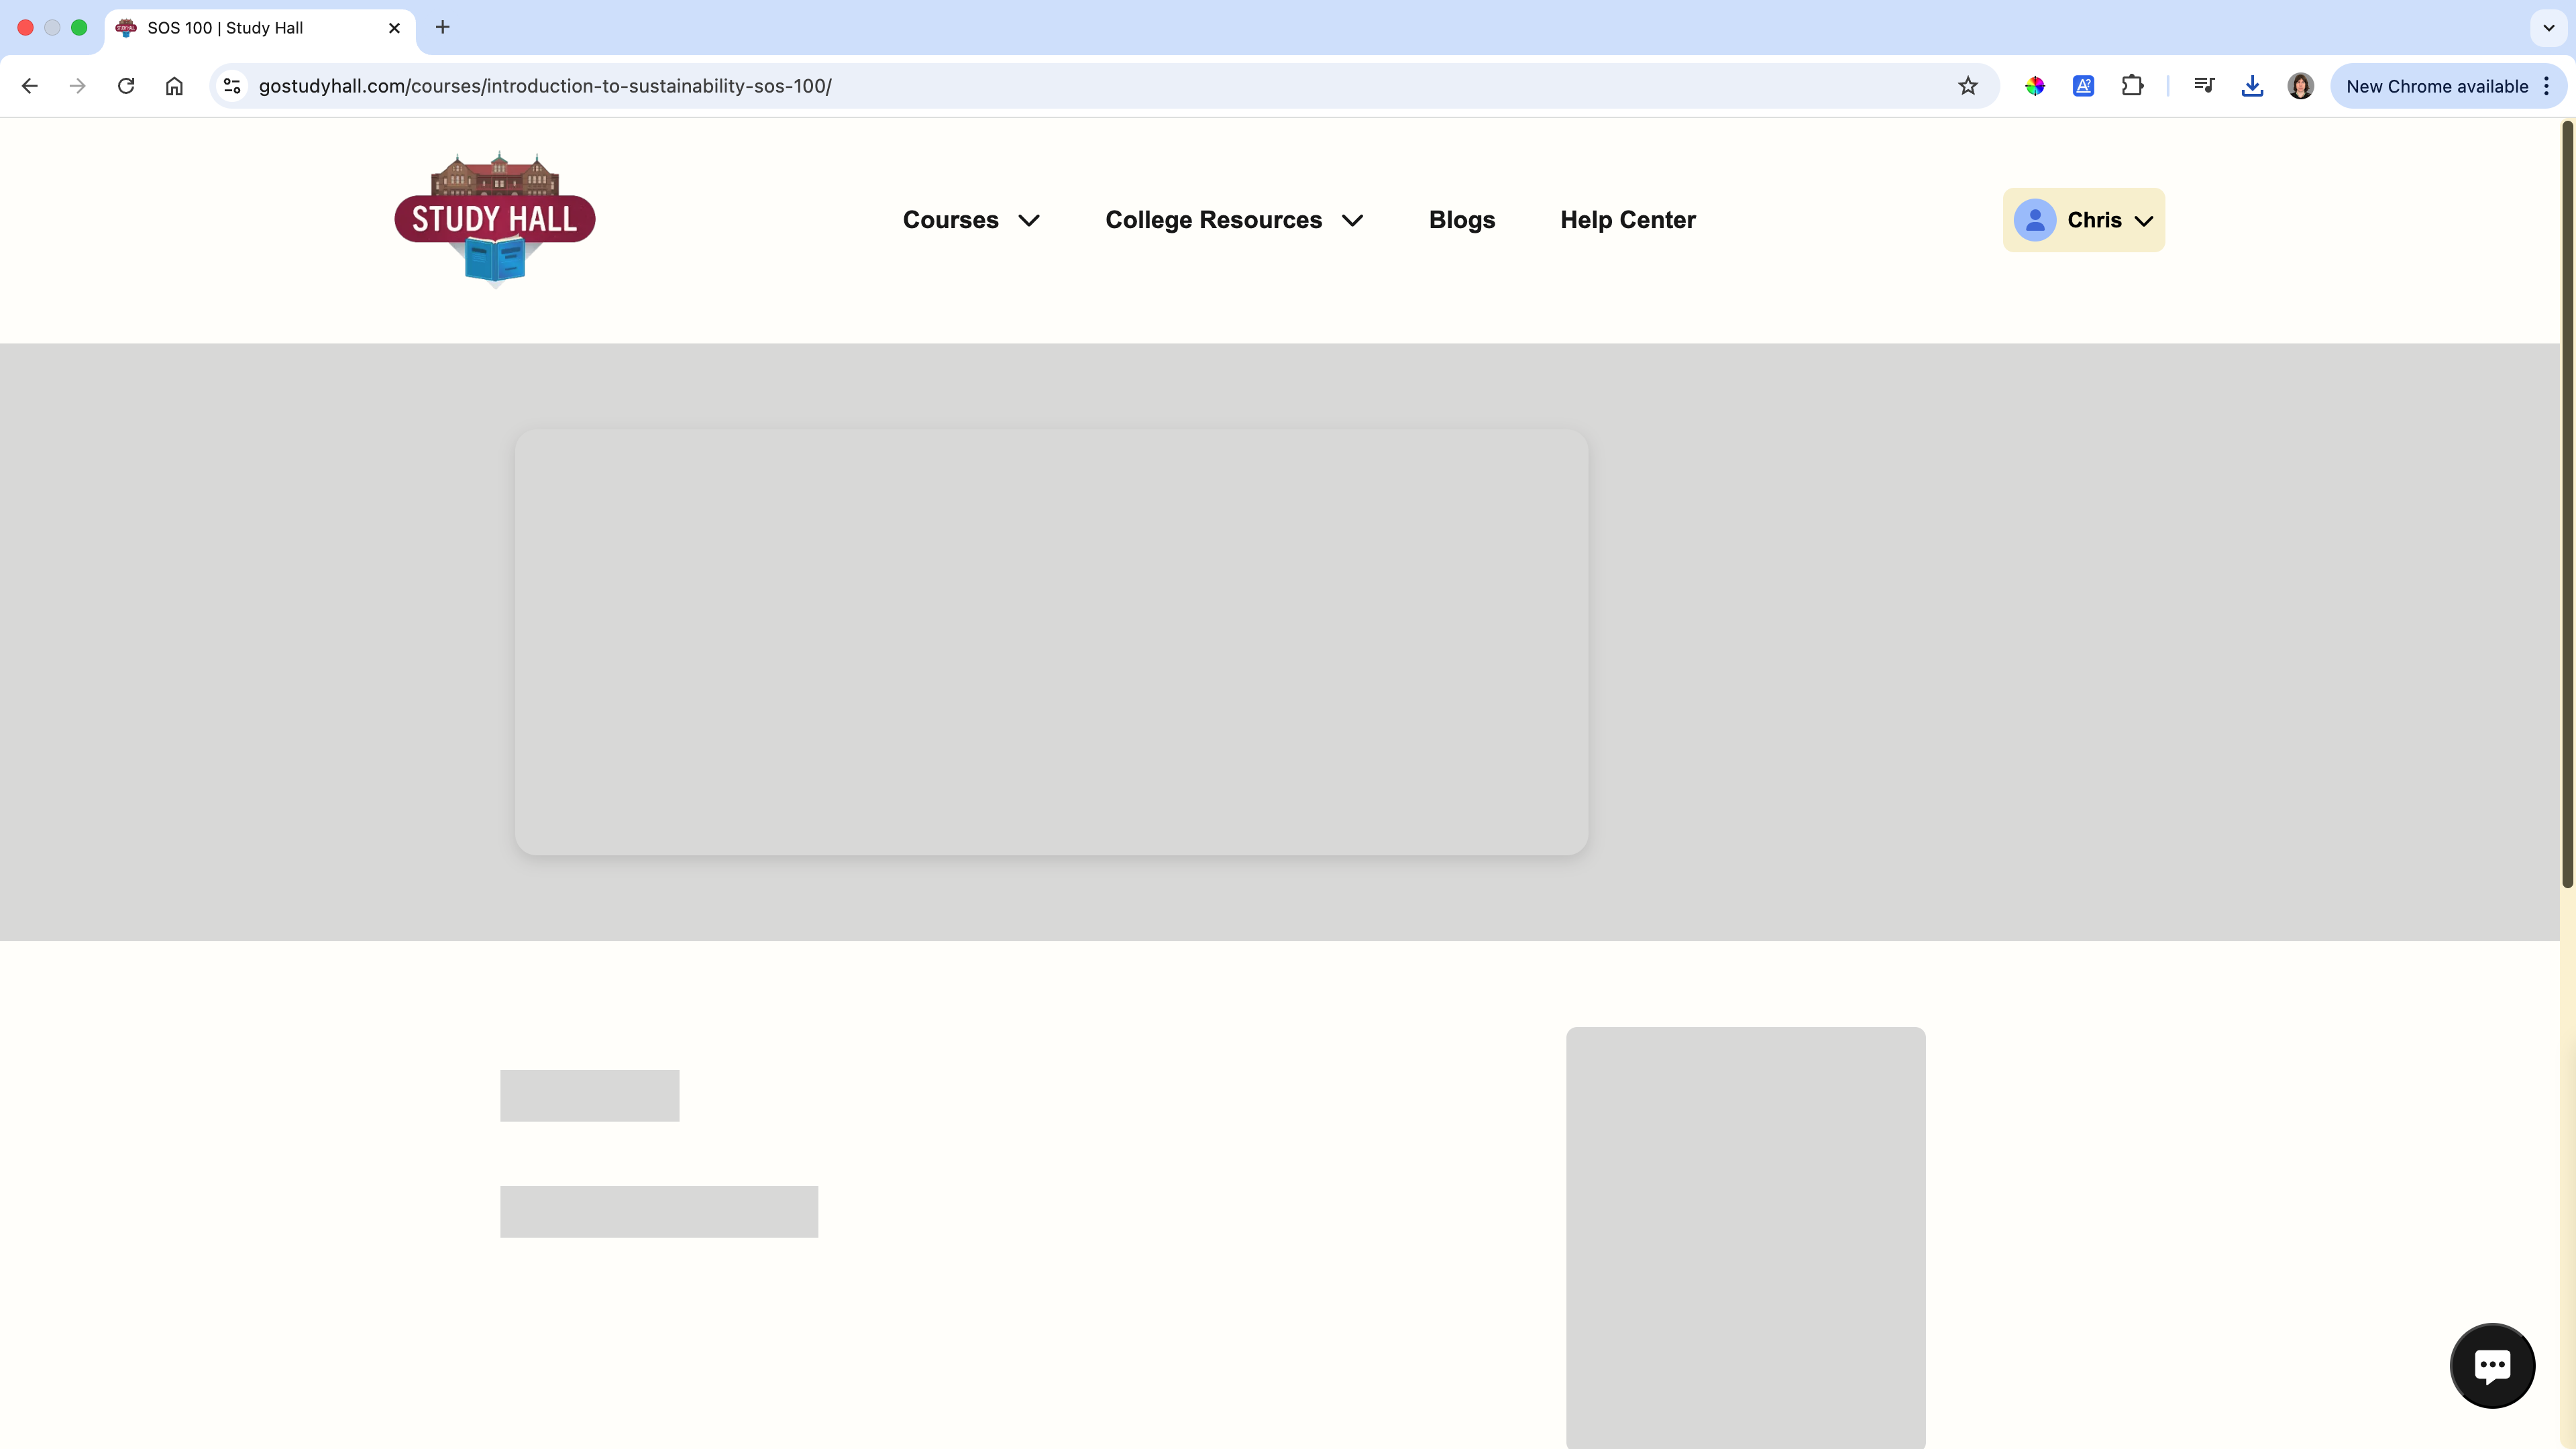 SOS 100 | Study Hall
gostudyhall.com/courses/introduction-to-sustainability-sos-100/
New Chrome available
STUDY HALL
Courses
College Resources
Blogs
Help Center
Chris